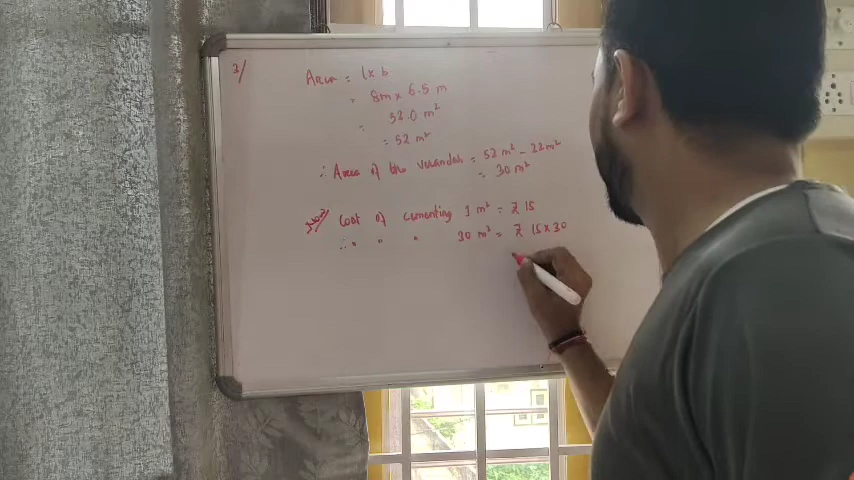 3/
Area = l x b
= 8m x 6.5 m
= 52.0 m²
= 52 m²
∴ Area of the verandah = 52 m² - 22 m²
= 30 m²
Now Cost of cementing 1 m² = ₹ 15
∴ " " " 30 m² = ₹ 15 x 30